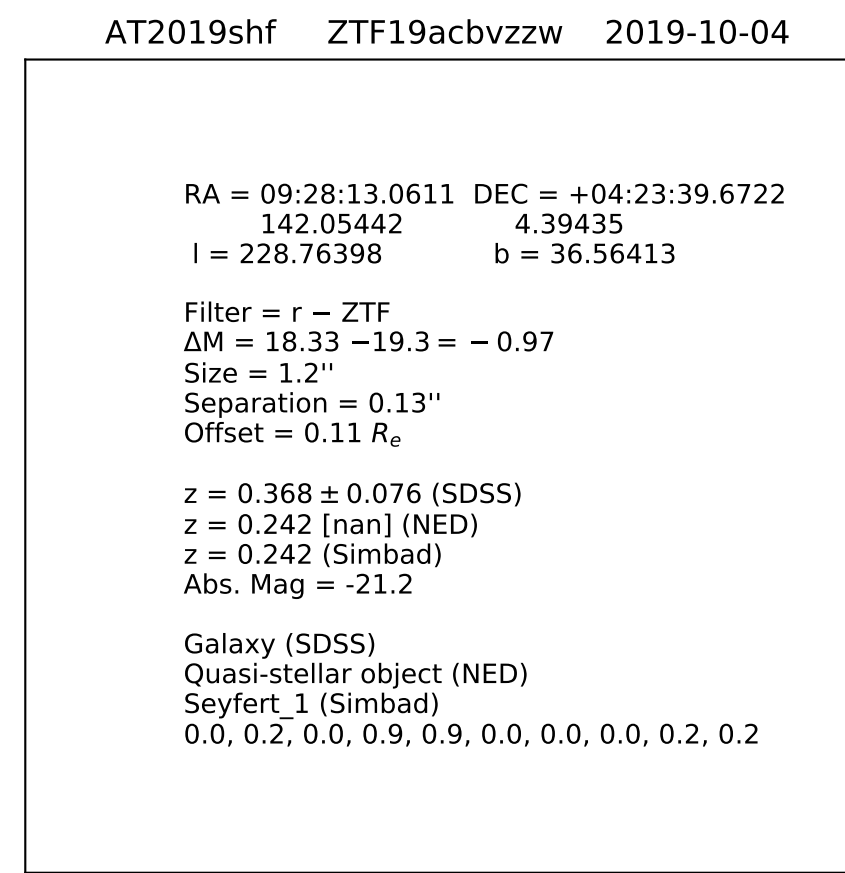 AT2019shf ZTF19acbvzzw 2019-10-04
RA = 09:28:13.0611 DEC = +04:23:39.6722
142.05442 4.39435
l = 228.76398 b = 36.56413
Filter = r − ZTF
ΔM = 18.33 −19.3 = − 0.97
Size = 1.2''
Separation = 0.13''
Offset = 0.11 Re
z = 0.368 ± 0.076 (SDSS)
z = 0.242 [nan] (NED)
z = 0.242 (Simbad)
Abs. Mag = -21.2
Galaxy (SDSS)
Quasi-stellar object (NED)
Seyfert_1 (Simbad)
0.0, 0.2, 0.0, 0.9, 0.9, 0.0, 0.0, 0.0, 0.2, 0.2